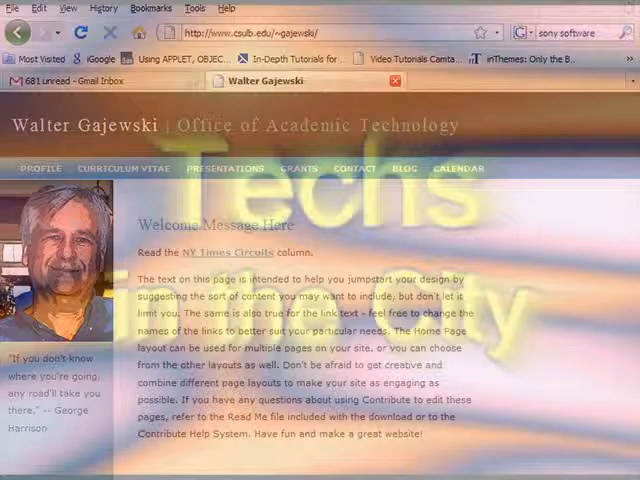 File Edit View History Bookmarks Tools Help
http://www.csulb.edu/~gajewski/
sony software
Most Visited iGoogle Using APPLET, OBJEC... In-Depth Tutorials for ... Video Tutorials Camta... inThemes: Only the B...
681 unread - Gmail Inbox
Walter Gajewski
Walter Gajewski | Office of Academic Technology
PROFILE CURRICULUM VITAE PRESENTATIONS GRANTS CONTACT BLOG CALENDAR
Techs
in the City
Welcome Message Here
Read the NY Times Circuits column.
The text on this page is intended to help you jumpstart your design by
suggesting the sort of content you may want to include, but don't let it
limit you. The same is also true for the link text - feel free to change the
names of the links to better suit your particular needs. The Home Page
layout can be used for multiple pages on your site, or you can choose
from the other layouts as well. Don't be afraid to get creative and
combine different page layouts to make your site as engaging as
possible. If you have any questions about using Contribute to edit these
pages, refer to the Read Me file included with the download or to the
Contribute Help System. Have fun and make a great website!
"If you don't know
where you're going,
any road'll take you
there." -- George
Harrison